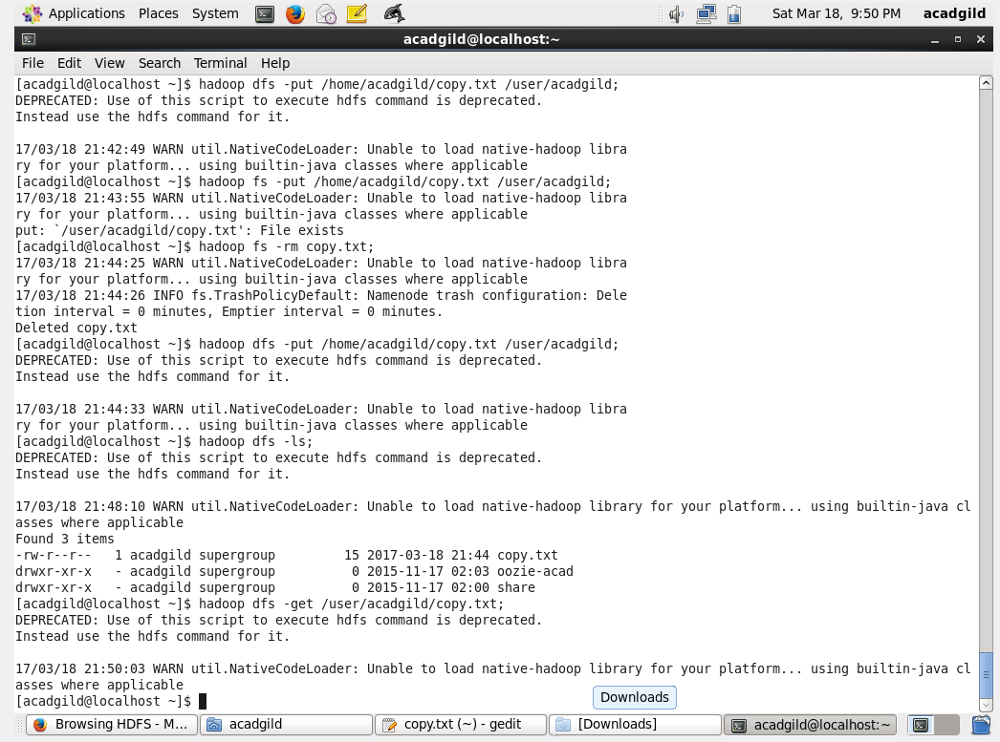 Applications Places System Sat Mar 18, 9:50 PM acadgild
acadgild@localhost:~
File Edit View Search Terminal Help
[acadgild@localhost ~]$ hadoop dfs -put /home/acadgild/copy.txt /user/acadgild;
DEPRECATED: Use of this script to execute hdfs command is deprecated.
Instead use the hdfs command for it.
17/03/18 21:42:49 WARN util.NativeCodeLoader: Unable to load native-hadoop libra
ry for your platform... using builtin-java classes where applicable
[acadgild@localhost ~]$ hadoop fs -put /home/acadgild/copy.txt /user/acadgild;
17/03/18 21:43:55 WARN util.NativeCodeLoader: Unable to load native-hadoop libra
ry for your platform... using builtin-java classes where applicable
put: `/user/acadgild/copy.txt': File exists
[acadgild@localhost ~]$ hadoop fs -rm copy.txt;
17/03/18 21:44:25 WARN util.NativeCodeLoader: Unable to load native-hadoop libra
ry for your platform... using builtin-java classes where applicable
17/03/18 21:44:26 INFO fs.TrashPolicyDefault: Namenode trash configuration: Dele
tion interval = 0 minutes, Emptier interval = 0 minutes.
Deleted copy.txt
[acadgild@localhost ~]$ hadoop dfs -put /home/acadgild/copy.txt /user/acadgild;
DEPRECATED: Use of this script to execute hdfs command is deprecated.
Instead use the hdfs command for it.
17/03/18 21:44:33 WARN util.NativeCodeLoader: Unable to load native-hadoop libra
ry for your platform... using builtin-java classes where applicable
[acadgild@localhost ~]$ hadoop dfs -ls;
DEPRECATED: Use of this script to execute hdfs command is deprecated.
Instead use the hdfs command for it.
17/03/18 21:48:10 WARN util.NativeCodeLoader: Unable to load native-hadoop library for your platform... using builtin-java cl
asses where applicable
Found 3 items
-rw-r--r--   1 acadgild supergroup         15 2017-03-18 21:44 copy.txt
drwxr-xr-x   - acadgild supergroup          0 2015-11-17 02:03 oozie-acad
drwxr-xr-x   - acadgild supergroup          0 2015-11-17 02:00 share
[acadgild@localhost ~]$ hadoop dfs -get /user/acadgild/copy.txt;
DEPRECATED: Use of this script to execute hdfs command is deprecated.
Instead use the hdfs command for it.
17/03/18 21:50:03 WARN util.NativeCodeLoader: Unable to load native-hadoop library for your platform... using builtin-java cl
asses where applicable
[acadgild@localhost ~]$
Downloads
Browsing HDFS - M... acadgild copy.txt (~) - gedit [Downloads] acadgild@localhost:~